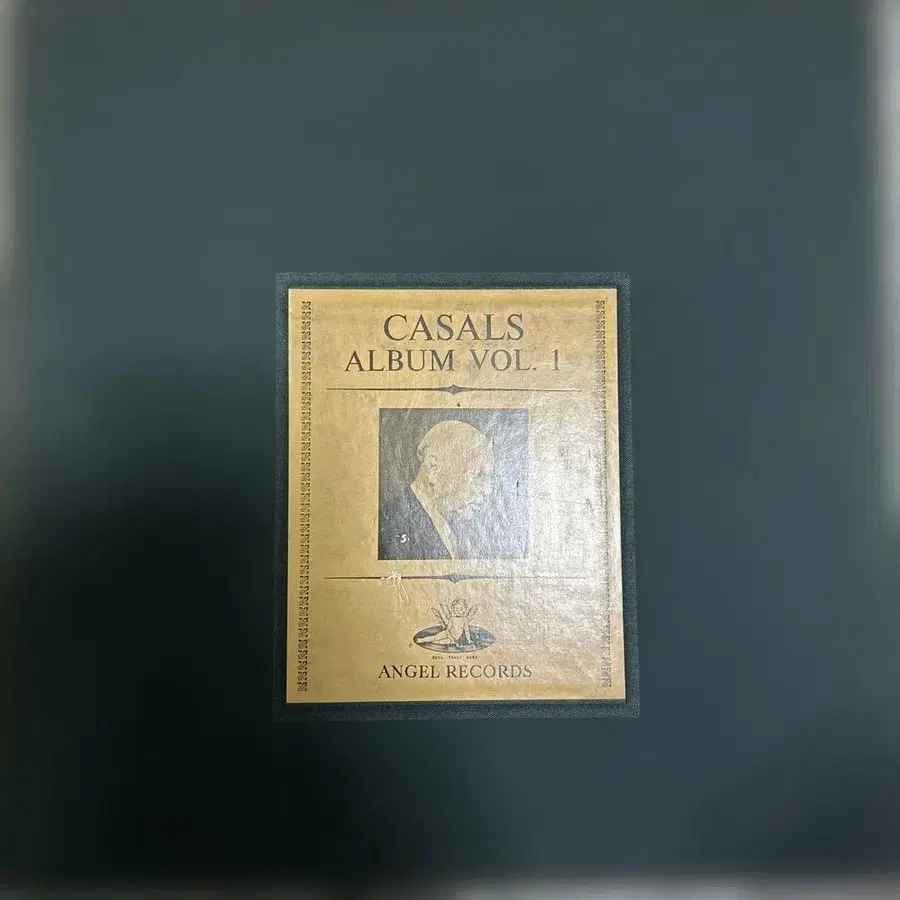 CASALS
ALBUM VOL. 1
ANGEL RECORDS